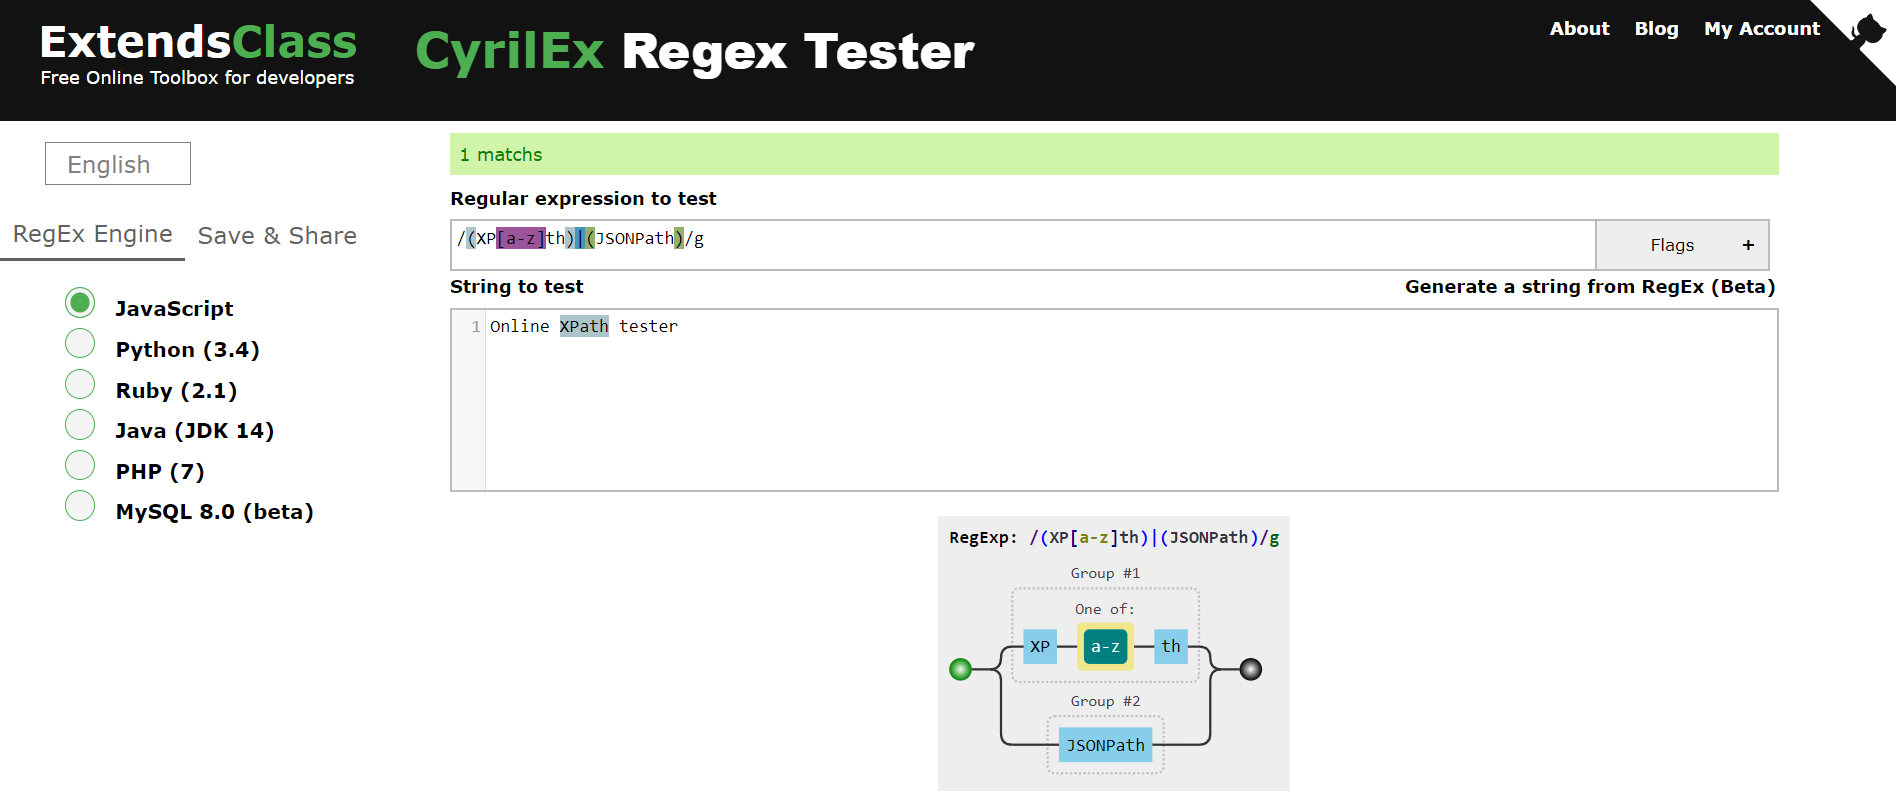 ExtendsClass
Free Online Toolbox for developers
CyrilEx Regex Tester
About Blog My Account
English
RegEx Engine Save & Share
JavaScript
Python (3.4)
Ruby (2.1)
Java (JDK 14)
PHP (7)
MySQL 8.0 (beta)
1 matchs
Regular expression to test
/(XP[a-z]th)|(JSONPath)/g
Flags +
String to test
Generate a string from RegEx (Beta)
1 Online XPath tester
RegExp: /(XP[a-z]th)|(JSONPath)/g
Group #1
One of:
XP a-z th
Group #2
JSONPath